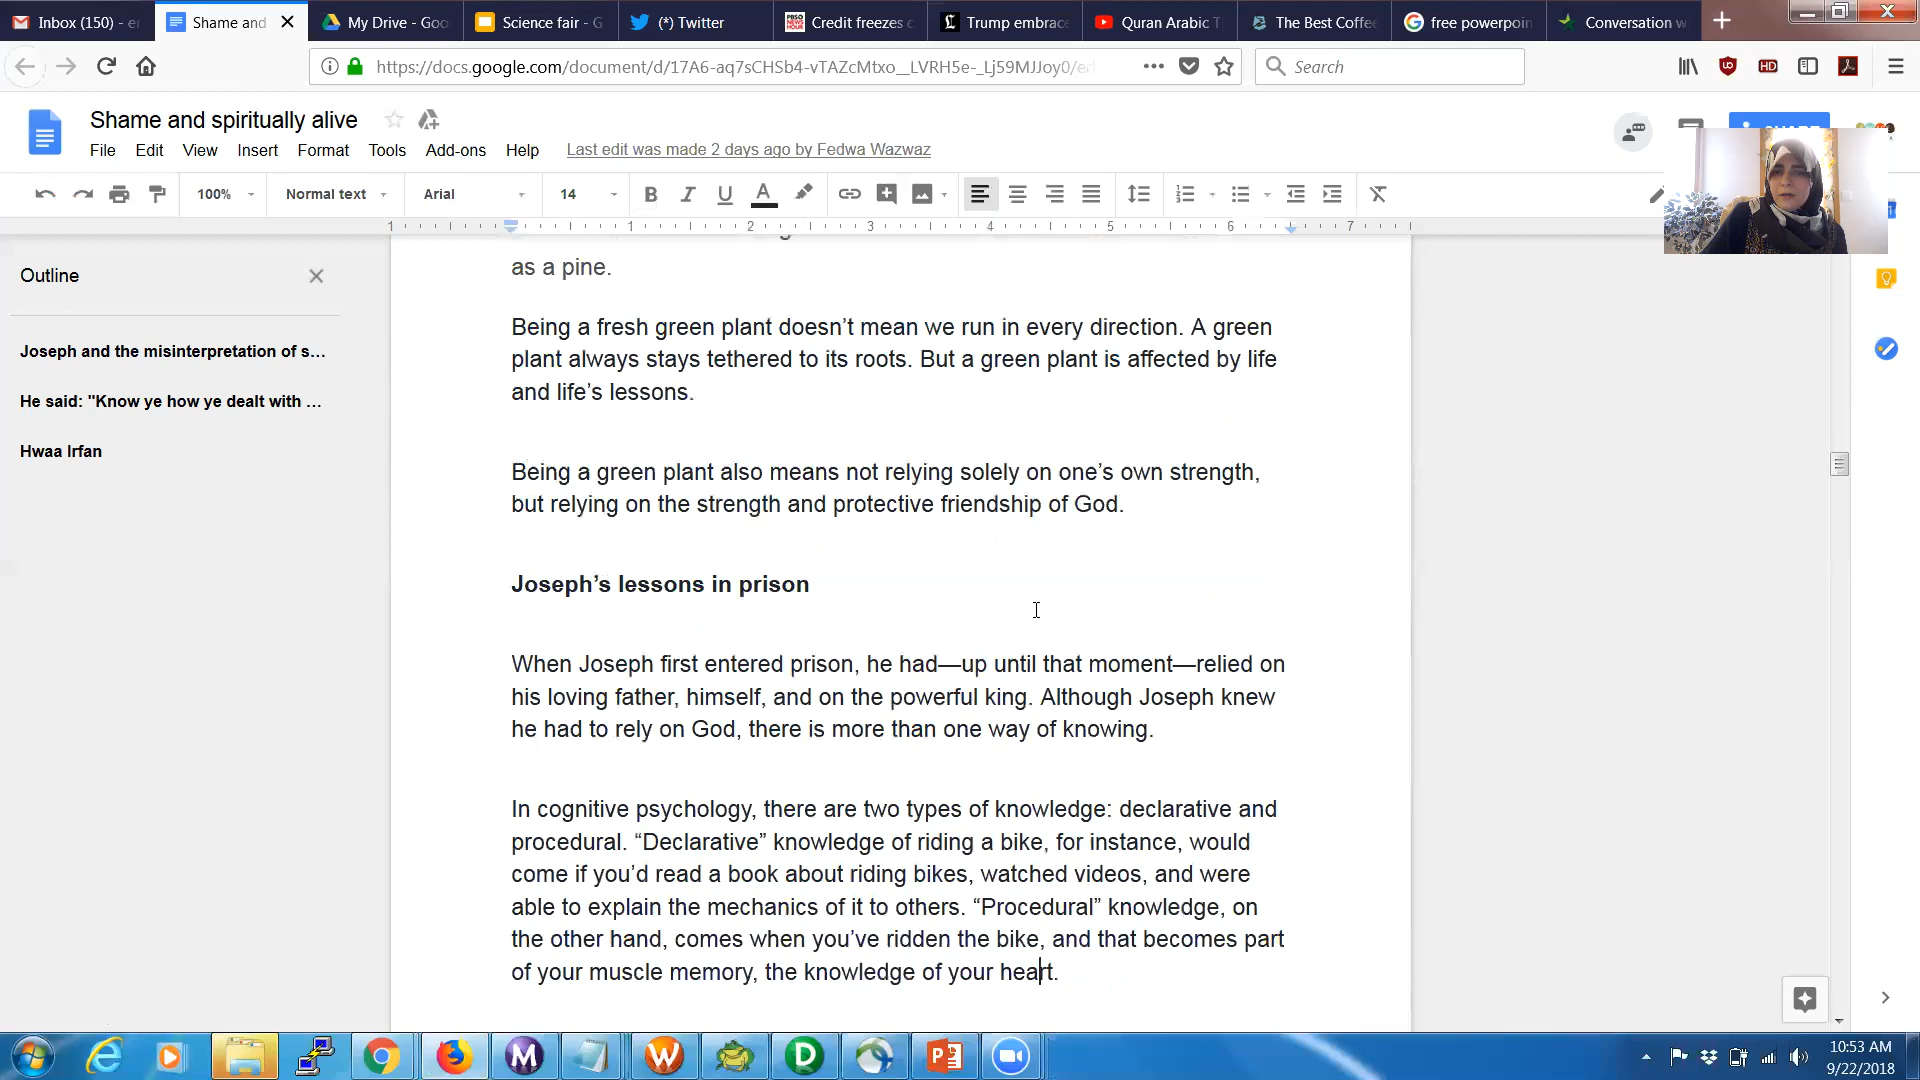 Inbox (150) - e
Shame and
My Drive - Goo
Science fair - G
(*) Twitter
Credit freezes c
Trump embrace
Quran Arabic T
The Best Coffe
free powerpoin
Conversation w
https://docs.google.com/document/d/17A6-aq7sCHSb4-vTAZcMtxo__LVRH5e-_Lj59MJJoy0/ed
Search
Shame and spiritually alive
File Edit View Insert Format Tools Add-ons Help Last edit was made 2 days ago by Fedwa Wazwaz
100% Normal text Arial 14
1 1 2 3 4 5 6 7
Outline
Joseph and the misinterpretation of s...
He said: "Know ye how ye dealt with ...
Hwaa Irfan
as a pine.
Being a fresh green plant doesn’t mean we run in every direction. A green
plant always stays tethered to its roots. But a green plant is affected by life
and life’s lessons.
Being a green plant also means not relying solely on one’s own strength,
but relying on the strength and protective friendship of God.
Joseph’s lessons in prison
When Joseph first entered prison, he had—up until that moment—relied on
his loving father, himself, and on the powerful king. Although Joseph knew
he had to rely on God, there is more than one way of knowing.
In cognitive psychology, there are two types of knowledge: declarative and
procedural. “Declarative” knowledge of riding a bike, for instance, would
come if you’d read a book about riding bikes, watched videos, and were
able to explain the mechanics of it to others. “Procedural” knowledge, on
the other hand, comes when you’ve ridden the bike, and that becomes part
of your muscle memory, the knowledge of your heart.
10:53 AM
9/22/2018